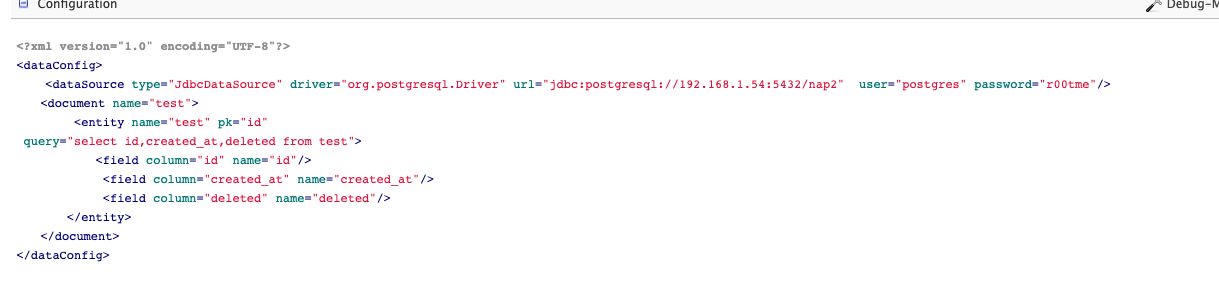 Configuration
Debug-M
<?xml version="1.0" encoding="UTF-8"?>
<dataConfig>
<dataSource type="JdbcDataSource" driver="org.postgresql.Driver" url="jdbc:postgresql://192.168.1.54:5432/nap2"  user="postgres" password="r00tme"/>
<document name="test">
<entity name="test" pk="id"
query="select id,created_at,deleted from test">
<field column="id" name="id"/>
<field column="created_at" name="created_at"/>
<field column="deleted" name="deleted"/>
</entity>
</document>
</dataConfig>